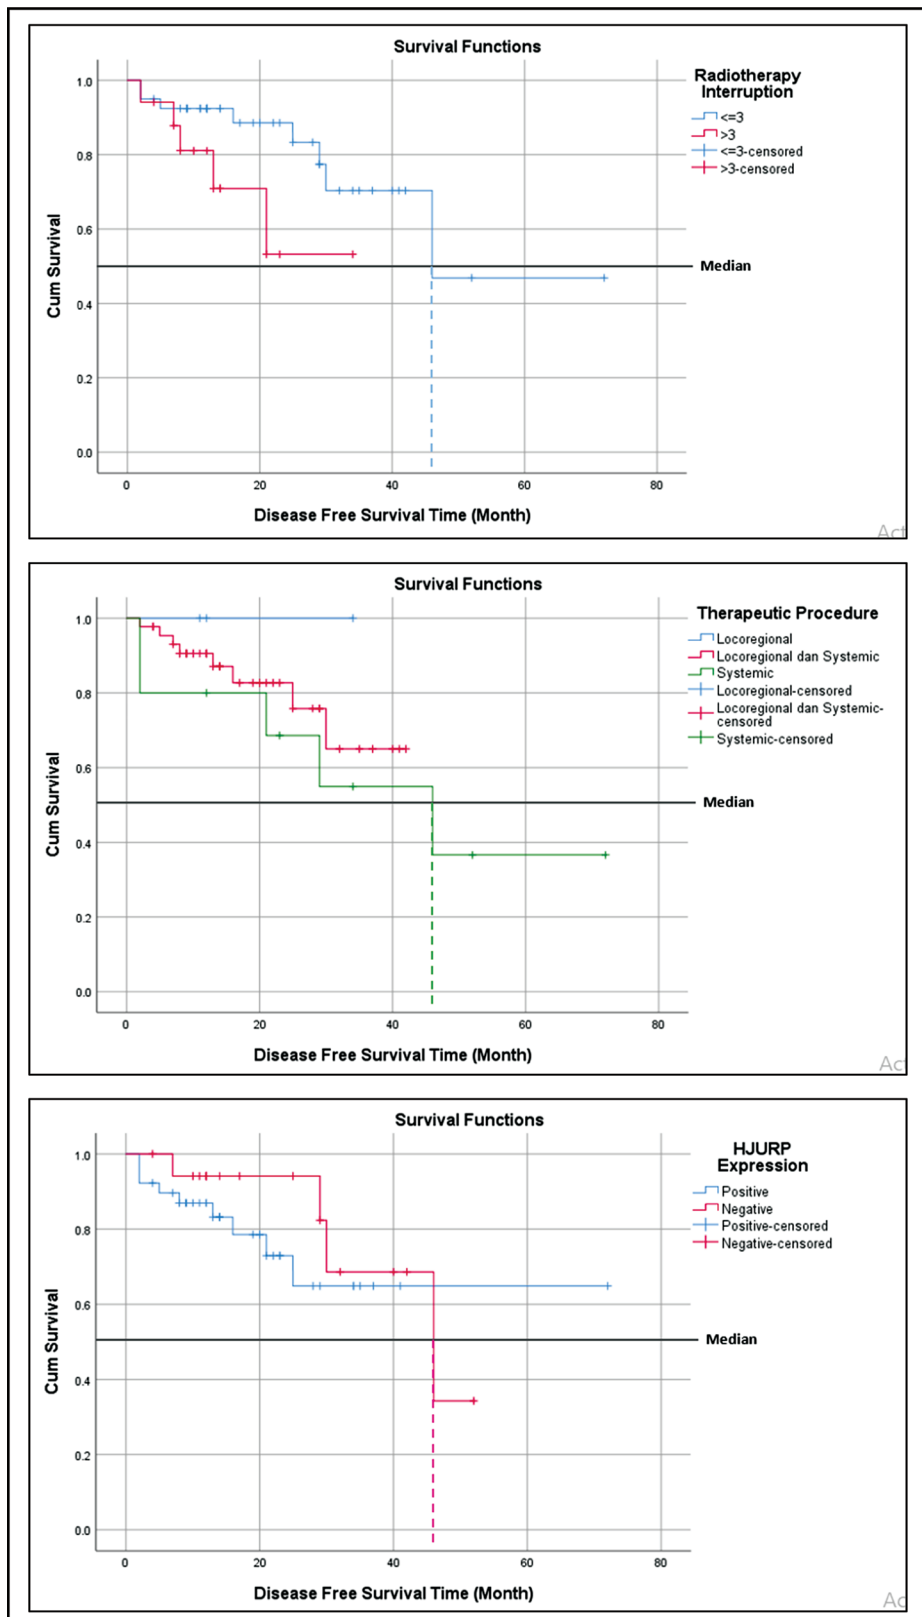 Survival Functions
Radiotherapy
Interruption
<=3
>3
<=3-censored
>3-censored
1.0
0.8
0.6
0.4
0.2
0.0
Cum Survival
Median
0 20 40 60 80
Disease Free Survival Time (Month)
Act
Survival Functions
Therapeutic Procedure
Locoregional
Locoregional dan Systemic
Systemic
Locoregional-censored
Locoregional dan Systemic-
censored
Systemic-censored
1.0
0.8
0.6
0.4
0.2
0.0
Cum Survival
Median
0 20 40 60 80
Disease Free Survival Time (Month)
Act
Survival Functions
HJURP
Expression
Positive
Negative
Positive-censored
Negative-censored
1.0
0.8
0.6
0.4
0.2
0.0
Cum Survival
Median
0 20 40 60 80
Disease Free Survival Time (Month)
Ac